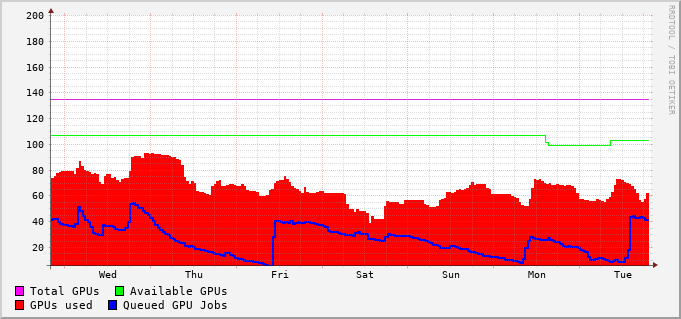 200
180
160
140
120
100
80
60
40
20
Wed Thu Fri Sat Sun Mon Tue
Total GPUs Available GPUs
GPUs used Queued GPU Jobs
RRDTOOL / TOBI OETIKER